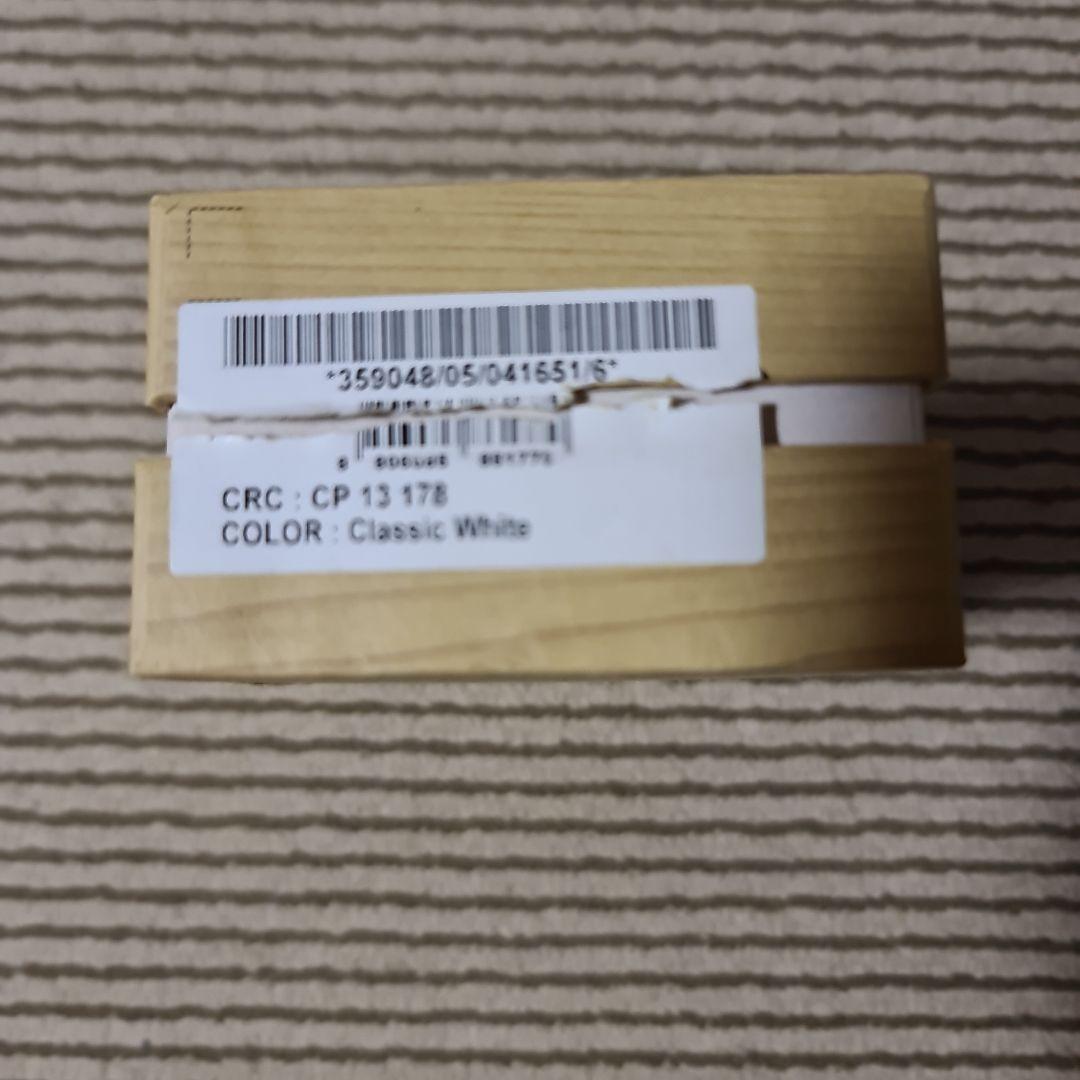 *359048/05/041651/6*
CRC : CP 13 178
COLOR : Classic White